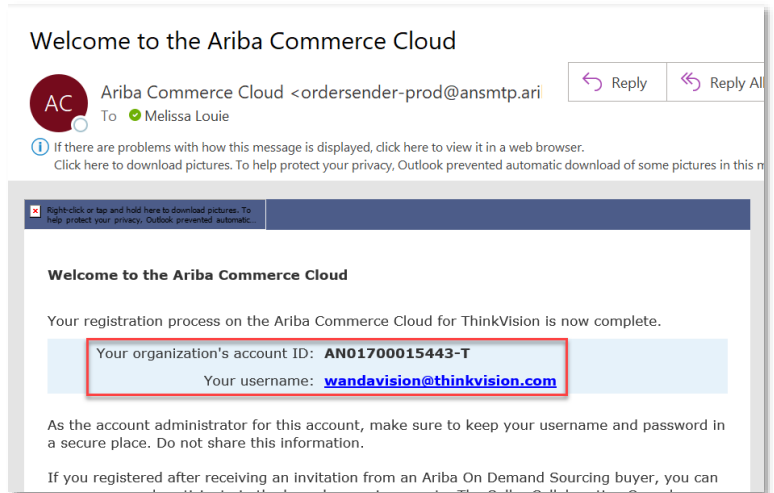 Welcome to the Ariba Commerce Cloud
AC
Ariba Commerce Cloud <ordersender-prod@ansmtp.ari
Reply
Reply All
To Melissa Louie
If there are problems with how this message is displayed, click here to view it in a web browser.
Click here to download pictures. To help protect your privacy, Outlook prevented automatic download of some pictures in this m
Right-click or tap and hold here to download pictures. To
help protect your privacy, Outlook prevented automatic...
Welcome to the Ariba Commerce Cloud
Your registration process on the Ariba Commerce Cloud for ThinkVision is now complete.
Your organization's account ID: AN01700015443-T
Your username: wandavision@thinkvision.com
As the account administrator for this account, make sure to keep your username and password in
a secure place. Do not share this information.
If you registered after receiving an invitation from an Ariba On Demand Sourcing buyer, you can